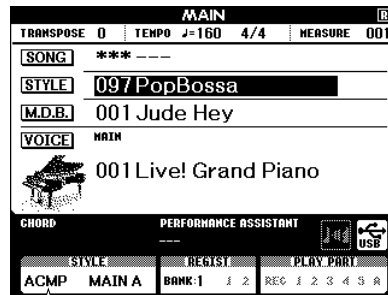 MAIN R
TRANSPOSE 0 TEMPO ♩=160 4/4 MEASURE 001
SONG *** ---
STYLE 097 PopBossa
M.D.B. 001 Jude Hey
VOICE MAIN
001 Live! Grand Piano
CHORD PERFORMANCE ASSISTANT
---
USB
STYLE REGIST PLAY PART
ACMP MAIN A BANK:1 1 2 REC 1 2 3 4 5 A